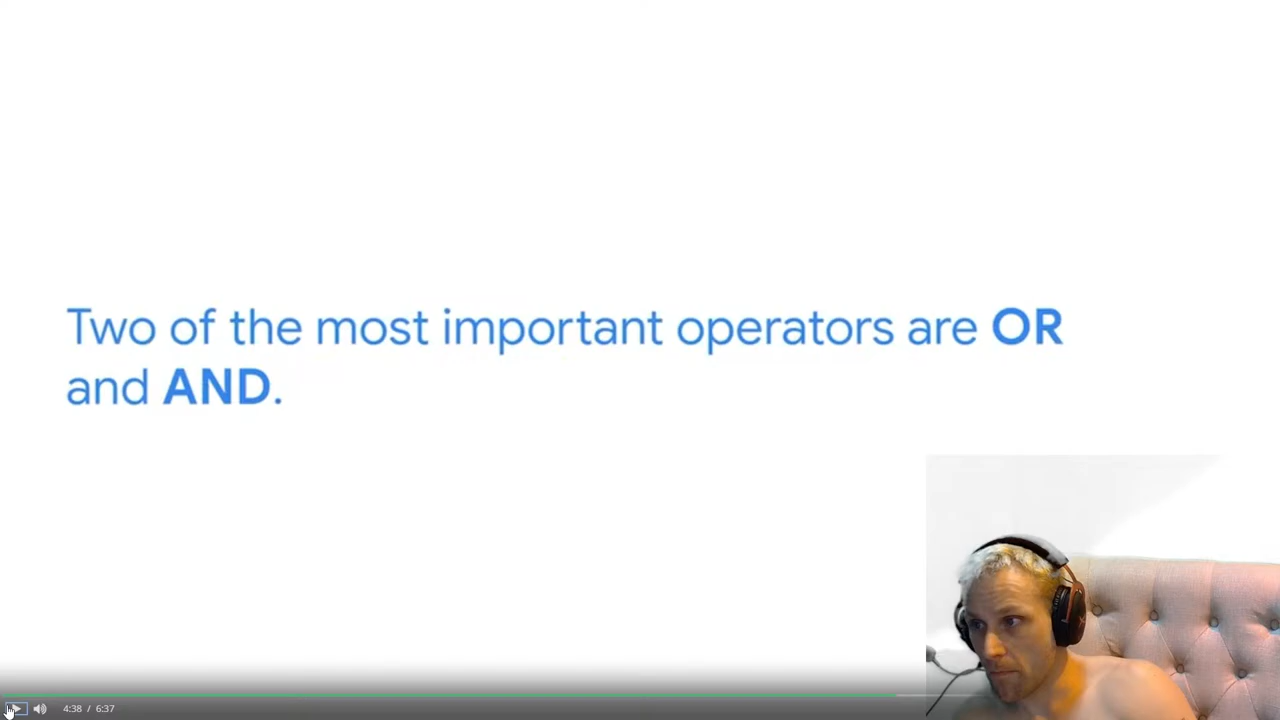 Two of the most important operators are OR
and AND.
4:38 / 6:37